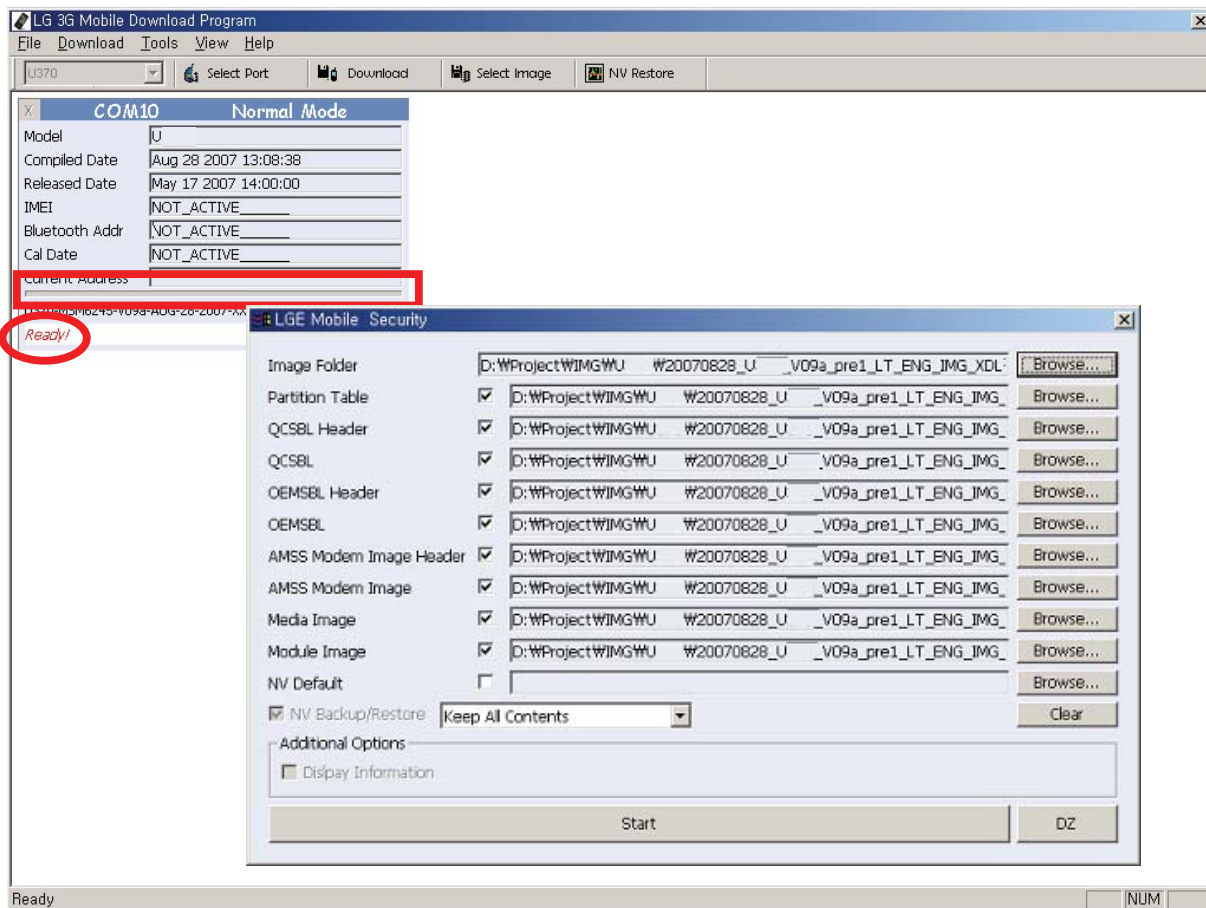 LG 3G Mobile Download Program
File Download Tools View Help
U370 Select Port Download Select Image NV Restore
X COM10 Normal Mode
Model U
Compiled Date Aug 28 2007 13:08:38
Released Date May 17 2007 14:00:00
IMEI NOT_ACTIVE______
Bluetooth Addr NOT_ACTIVE______
Cal Date NOT_ACTIVE______
Current Address
Ready!
LGE Mobile Security
Image Folder D:₩Project₩IMG₩U ₩20070828_U _V09a_pre1_LT_ENG_IMG_XDL Browse...
Partition Table D:₩Project₩IMG₩U ₩20070828_U _V09a_pre1_LT_ENG_IMG_ Browse...
QCSBL Header D:₩Project₩IMG₩U ₩20070828_U _V09a_pre1_LT_ENG_IMG_ Browse...
QCSBL D:₩Project₩IMG₩U ₩20070828_U _V09a_pre1_LT_ENG_IMG_ Browse...
OEMSBL Header D:₩Project₩IMG₩U ₩20070828_U _V09a_pre1_LT_ENG_IMG_ Browse...
OEMSBL D:₩Project₩IMG₩U ₩20070828_U _V09a_pre1_LT_ENG_IMG_ Browse...
AMSS Modem Image Header D:₩Project₩IMG₩U ₩20070828_U _V09a_pre1_LT_ENG_IMG_ Browse...
AMSS Modem Image D:₩Project₩IMG₩U ₩20070828_U _V09a_pre1_LT_ENG_IMG_ Browse...
Media Image D:₩Project₩IMG₩U ₩20070828_U _V09a_pre1_LT_ENG_IMG_ Browse...
Module Image D:₩Project₩IMG₩U ₩20070828_U _V09a_pre1_LT_ENG_IMG_ Browse...
NV Default Browse...
NV Backup/Restore Keep All Contents Clear
Additional Options
Dislpay Information
Start DZ
Ready NUM